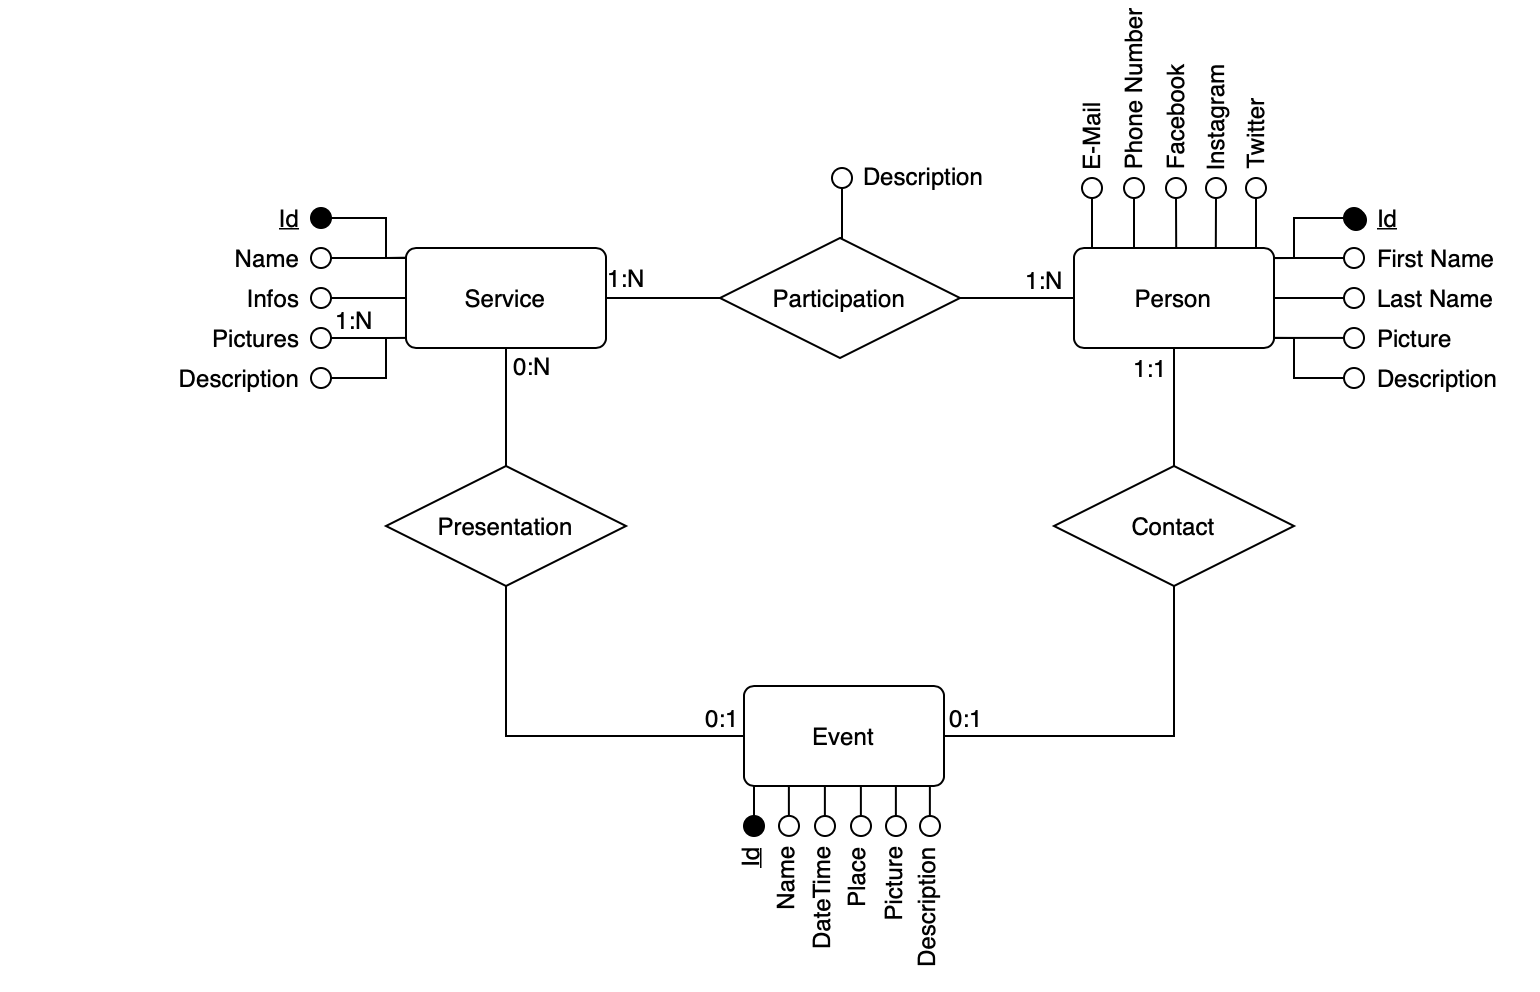 E-Mail
Phone Number
Facebook
Instagram
Twitter
Description
Id
Name
Infos
Pictures
1:N
Description
Service
1:N
Participation
1:N
Person
Id
First Name
Last Name
Picture
Description
0:N
1:1
Presentation
Contact
0:1
Event
0:1
Id
Name
DateTime
Place
Picture
Description